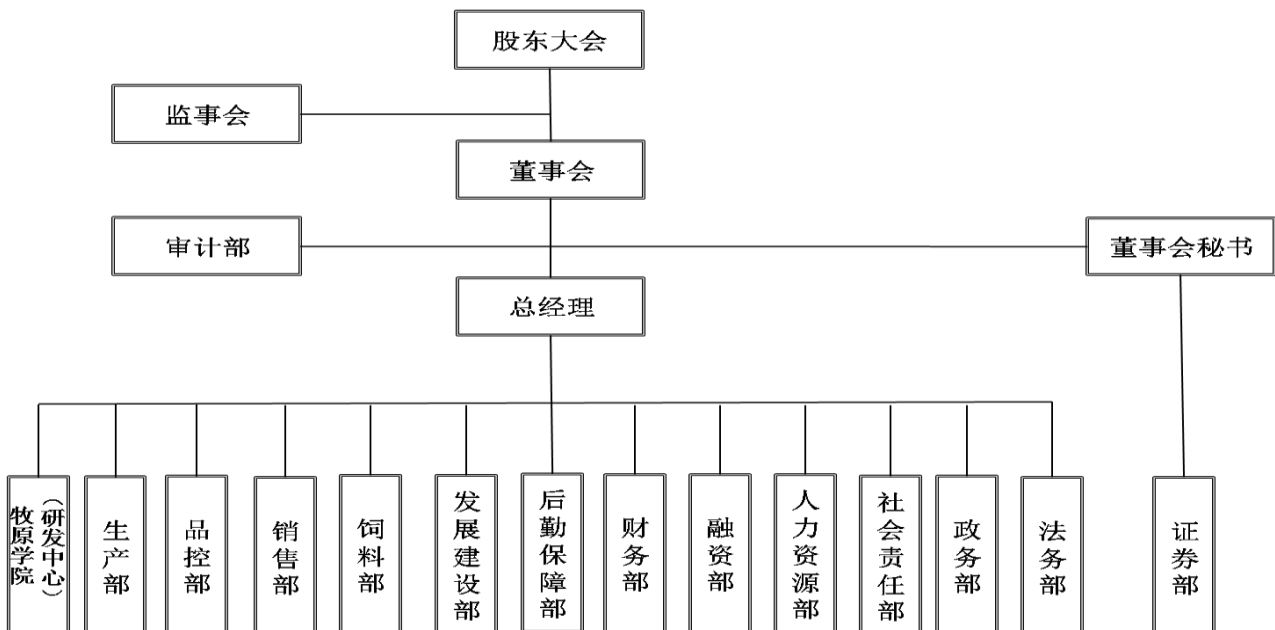 股东大会
监事会
董事会
审计部
董事会秘书
总经理
牧原学院
（研发中心）
生产部
品控部
销售部
饲料部
发展建设部
后勤保障部
财务部
融资部
人力资源部
社会责任部
政务部
法务部
证券部